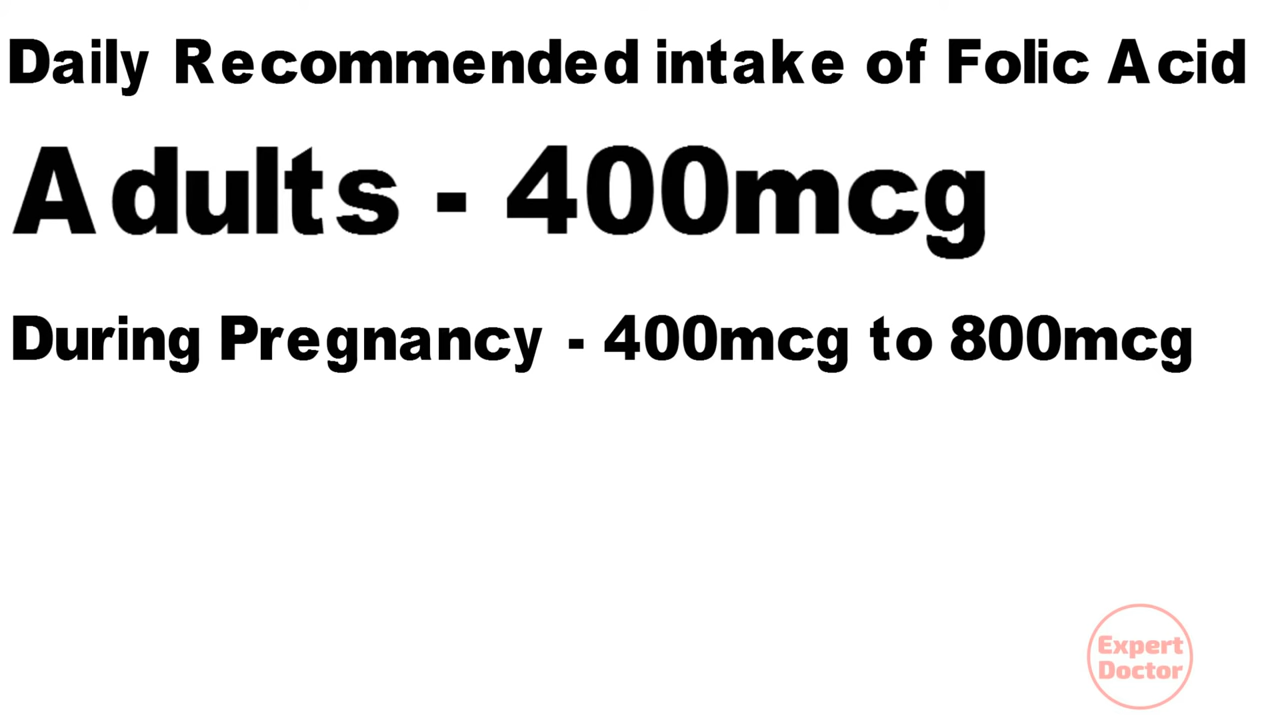 Daily Recommended intake of Folic Acid
Adults - 400mcg
During Pregnancy - 400mcg to 800mcg
Expert
Doctor